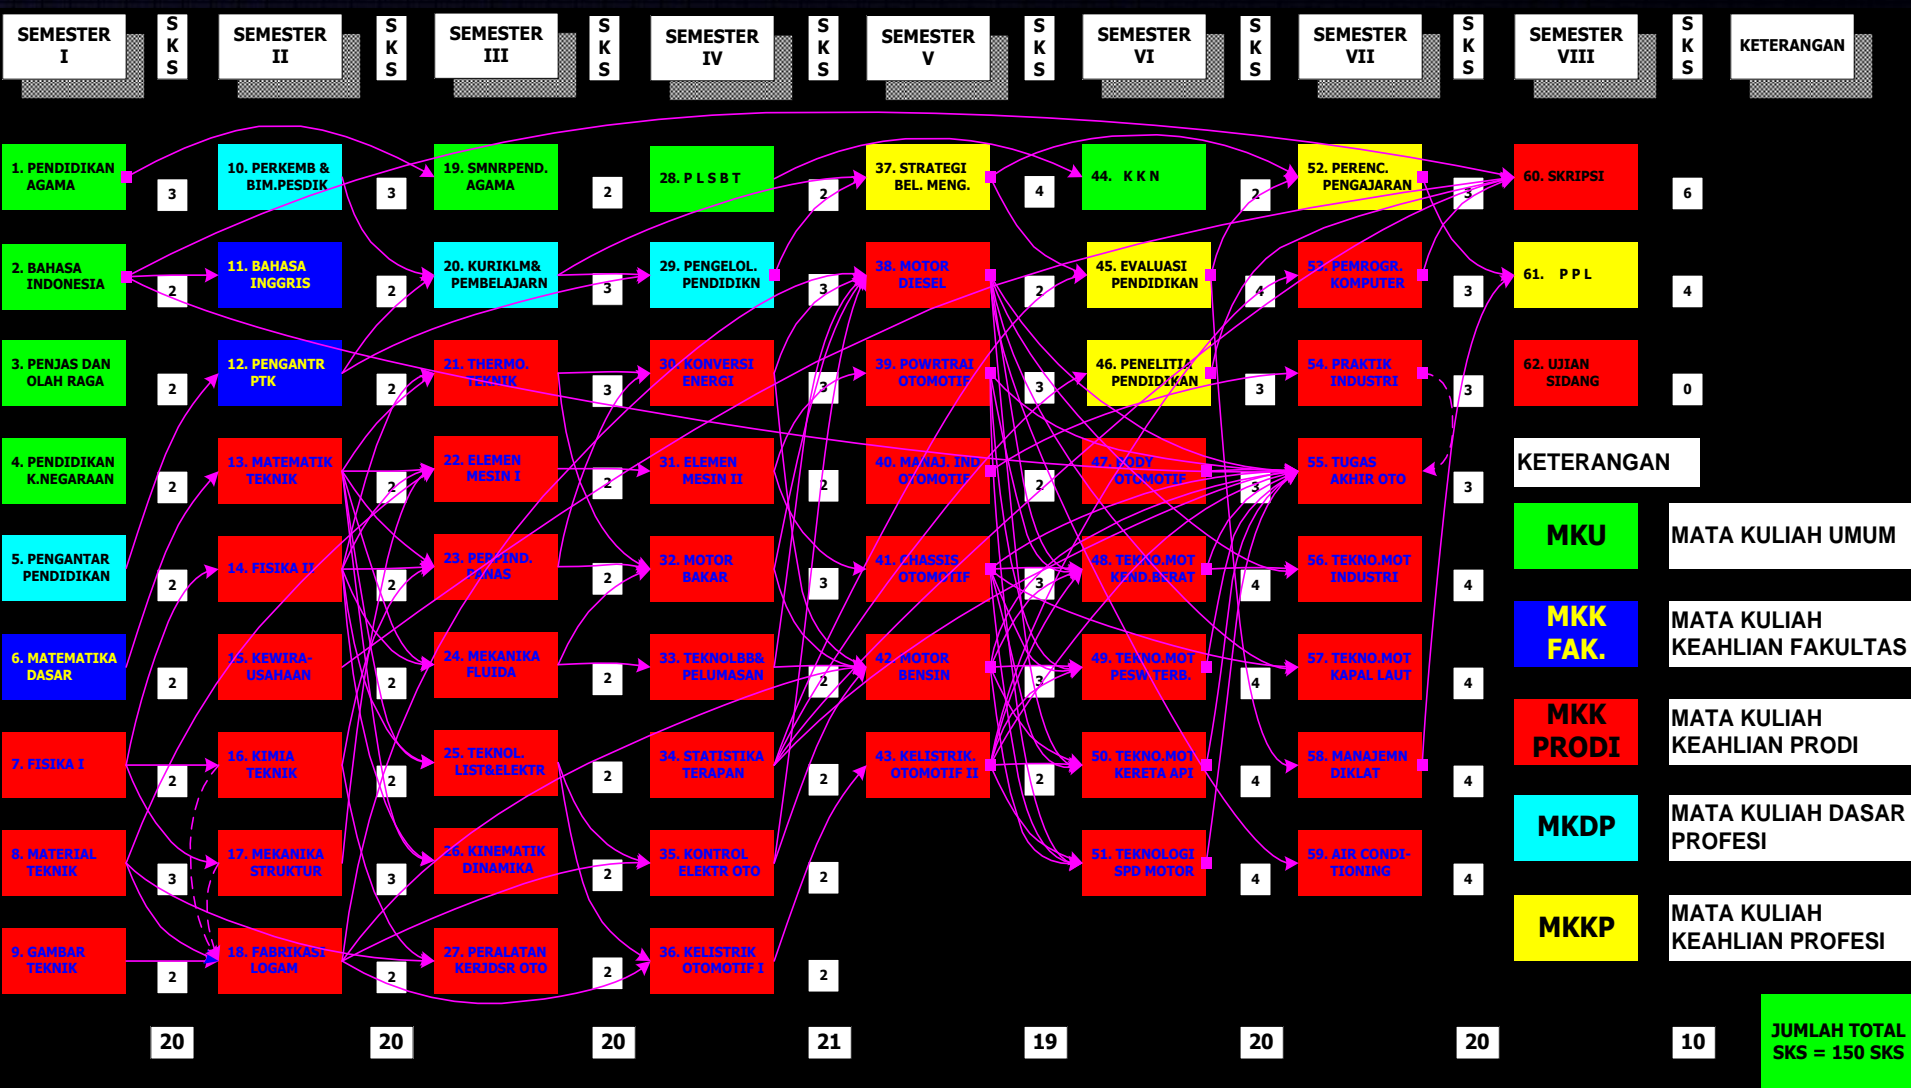 SEMESTER
I
SKS
SEMESTER
II
SKS
SEMESTER
III
SKS
SEMESTER
IV
SKS
SEMESTER
V
SKS
SEMESTER
VI
SKS
SEMESTER
VII
SKS
SEMESTER
VIII
SKS
KETERANGAN
1. PENDIDIKAN
AGAMA
3
2. BAHASA
INDONESIA
2
3. PENJAS DAN
OLAH RAGA
2
4. PENDIDIKAN
K.NEGARAAN
2
5. PENGANTAR
PENDIDIKAN
2
6. MATEMATIKA
DASAR
2
7. FISIKA I
2
8. MATERIAL
TEKNIK
3
9. GAMBAR
TEKNIK
2
20
10. PERKEMB &
BIM.PESDIK
3
11. BAHASA
INGGRIS
2
12. PENGANTR
PTK
2
13. MATEMATIK
TEKNIK
2
14. FISIKA II
2
15. KEWIRA-
USAHAAN
2
16. KIMIA
TEKNIK
2
17. MEKANIKA
STRUKTUR
3
18. FABRIKASI
LOGAM
2
20
19. SMNRPEND.
AGAMA
2
20. KURIKLM&
PEMBELAJARN
3
21. THERMO.
TEKNIK
3
22. ELEMEN
MESIN I
2
23. PERPIND.
PANAS
2
24. MEKANIKA
FLUIDA
2
25. TEKNOL.
LIST&ELEKTR
2
26. KINEMATIK
DINAMIKA
2
27. PERALATAN
KERJDSR OTO
2
20
28. P L S B T
2
29. PENGELOL.
PENDIDIKN
3
30. KONVERSI
ENERGI
3
31. ELEMEN
MESIN II
2
32. MOTOR
BAKAR
3
33. TEKNOLBB&
PELUMASAN
2
34. STATISTIKA
TERAPAN
2
35. KONTROL
ELEKTR OTO
2
36. KELISTRIK
OTOMOTIF I
2
21
37. STRATEGI
BEL. MENG.
4
38. MOTOR
DIESEL
2
39. POWRTRAI
OTOMOTIF
3
40. MANAJ. IND
OTOMOTIF
2
41. CHASSIS
OTOMOTIF
3
42. MOTOR
BENSIN
3
43. KELISTRIK.
OTOMOTIF II
2
19
44. K K N
2
45. EVALUASI
PENDIDIKAN
4
46. PENELITIA
PENDIDIKAN
3
47. BODY
OTUMOTIF
3
48. TEKNO.MOT
KEND.BERAT
4
49. TEKNO.MOT
PESW TERB.
4
50. TEKNO.MOT
KERETA API
4
51. TEKNOLOGI
SPD MOTOR
4
20
52. PERENC.
PENGAJARAN
3
53. PEMROGR.
KOMPUTER
3
54. PRAKTIK
INDUSTRI
3
55. TUGAS
AKHIR OTO
3
56. TEKNO.MOT
INDUSTRI
4
57. TEKNO.MOT
KAPAL LAUT
4
58. MANAJEMN
DIKLAT
4
59. AIR CONDI-
TIONING
4
20
60. SKRIPSI
6
61. P P L
4
62. UJIAN
SIDANG
0
10
KETERANGAN
MKU
MATA KULIAH UMUM
MKK
FAK.
MATA KULIAH
KEAHLIAN FAKULTAS
MKK
PRODI
MATA KULIAH
KEAHLIAN PRODI
MKDP
MATA KULIAH DASAR
PROFESI
MKKP
MATA KULIAH
KEAHLIAN PROFESI
JUMLAH TOTAL
SKS = 150 SKS